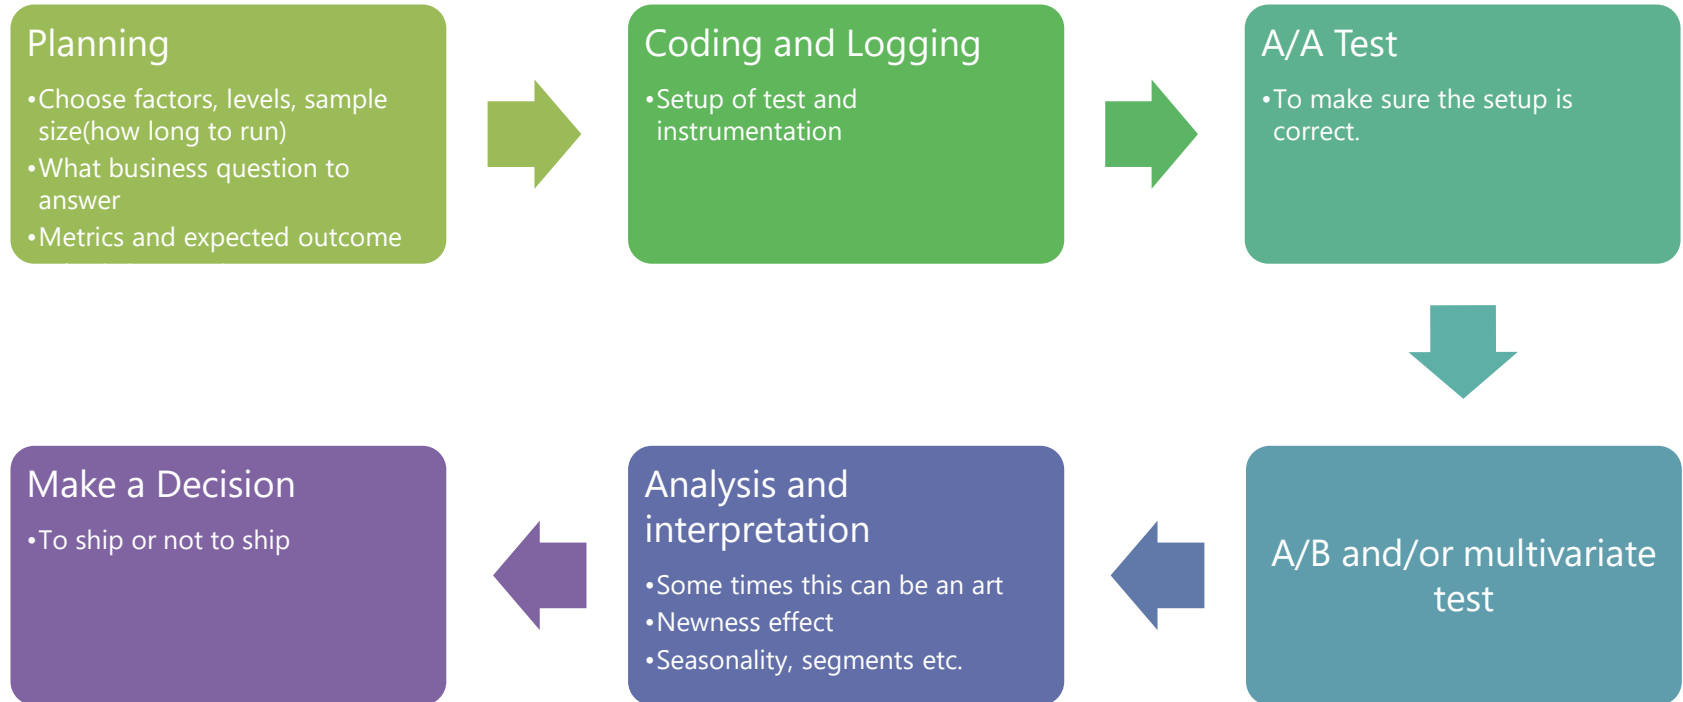 Planning
•Choose factors, levels, sample
size(how long to run)
•What business question to
answer
•Metrics and expected outcome
Coding and Logging
•Setup of test and
instrumentation
A/A Test
•To make sure the setup is
correct.
A/B and/or multivariate
test
Analysis and
interpretation
•Some times this can be an art
•Newness effect
•Seasonality, segments etc.
Make a Decision
•To ship or not to ship